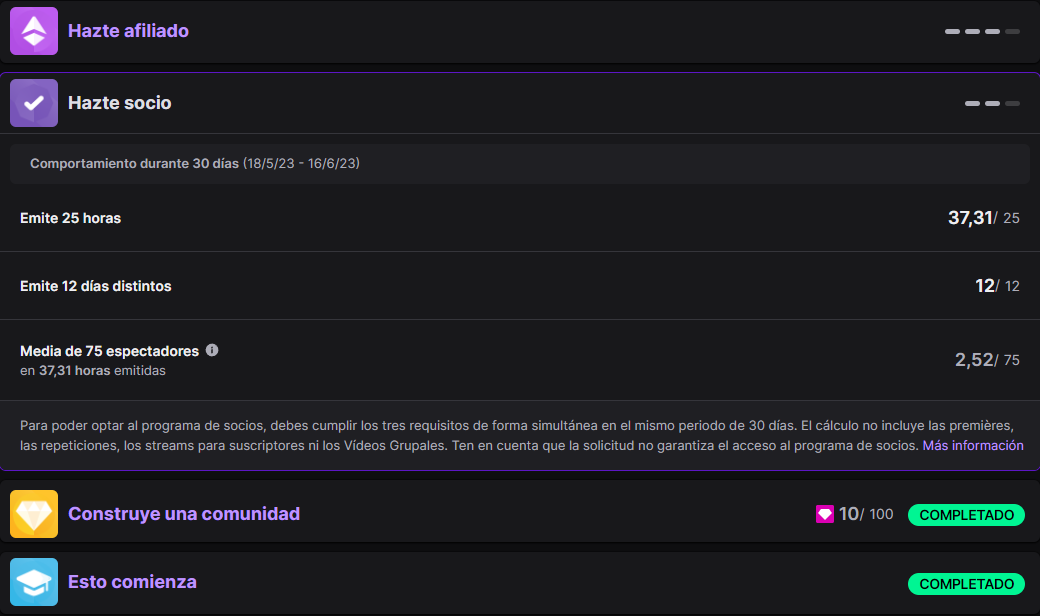 Hazte afiliado
Hazte socio
Comportamiento durante 30 días (18/5/23 - 16/6/23)
Emite 25 horas 37,31/ 25
Emite 12 días distintos 12/ 12
Media de 75 espectadores
en 37,31 horas emitidas 2,52/ 75
Para poder optar al programa de socios, debes cumplir los tres requisitos de forma simultánea en el mismo periodo de 30 días. El cálculo no incluye las premières,
las repeticiones, los streams para suscriptores ni los Vídeos Grupales. Ten en cuenta que la solicitud no garantiza el acceso al programa de socios. Más información
Construye una comunidad 10/ 100 COMPLETADO
Esto comienza COMPLETADO